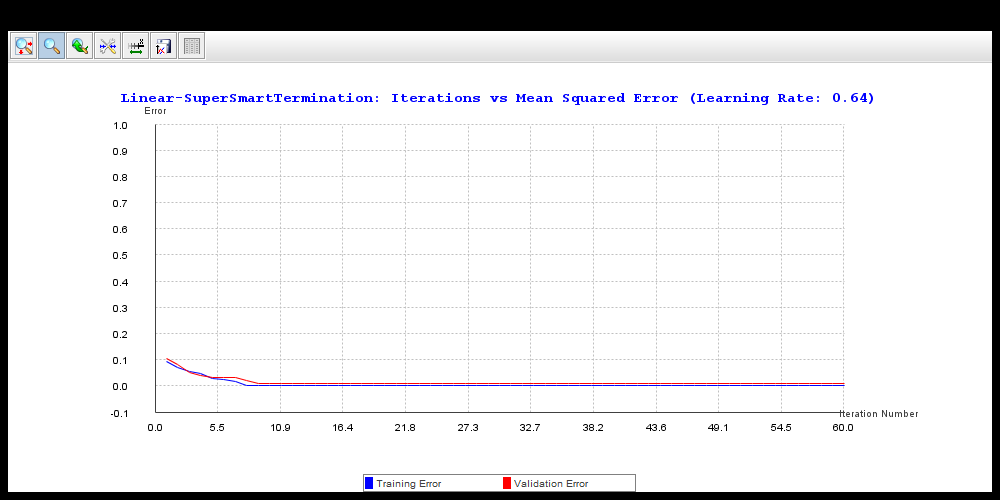 Linear-SuperSmartTermination: Iterations vs Mean Squared Error (Learning Rate: 0.64)
Error
1.0
0.9
0.8
0.7
0.6
0.5
0.4
0.3
0.2
0.1
0.0
-0.1
Iteration Number
0.0 5.5 10.9 16.4 21.8 27.3 32.7 38.2 43.6 49.1 54.5 60.0
Training Error Validation Error